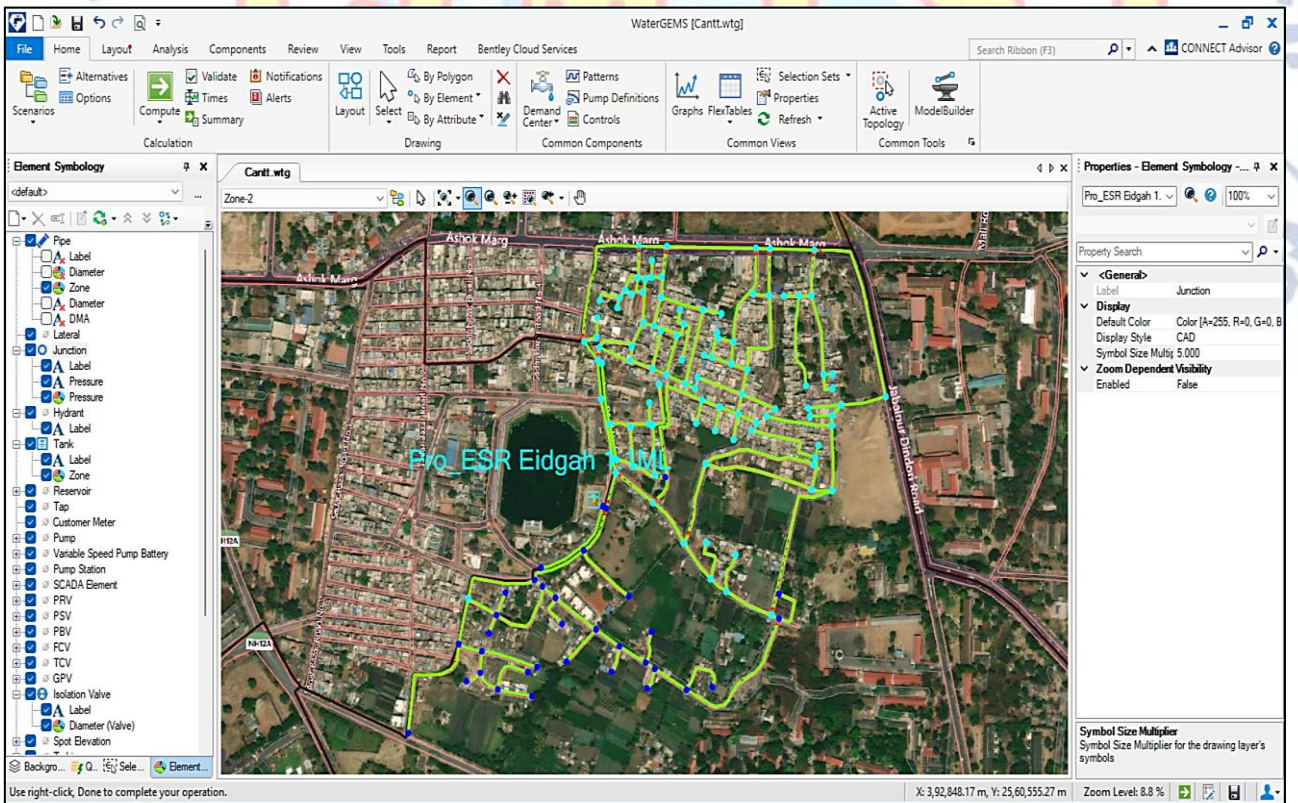 WaterGEMS [Cantt.wtg]
File Home Layout Analysis Components Review View Tools Report Bentley Cloud Services Search Ribbon (F3) CONNECT Advisor
Scenarios
Alternatives
Options
Compute
Validate
Times
Summary
Notifications
Alerts
Calculation
Layout
Select
By Polygon
By Element
By Attribute
Drawing
Demand Center
Patterns
Pump Definitions
Controls
Common Components
Graphs
FlexTables
Selection Sets
Properties
Refresh
Common Views
Active Topology
ModelBuilder
Common Tools
Element Symbology
<default>
Pipe
Label
Diameter
Zone
Diameter
DMA
Lateral
Junction
Label
Pressure
Pressure
Hydrant
Label
Tank
Label
Zone
Reservoir
Tap
Customer Meter
Pump
Variable Speed Pump Battery
Pump Station
SCADA Element
PRV
PSV
PBV
FCV
TCV
GPV
Isolation Valve
Label
Diameter (Valve)
Spot Elevation
Backgro... Q... Sele... Element...
Cantt.wtg
Zone-2
Ashok Marg
Ashok Marg
Ashok Marg
Ashok Marg
Jabalpur Dindori Road
Pro_ESR Eidgah 1.1ML
NH12A
Properties - Element Symbology -...
Pro_ESR Eidgah 1. 100%
Property Search
<General>
Label Junction
Display
Default Color Color [A=255, R=0, G=0, B
Display Style CAD
Symbol Size Multip 5.000
Zoom Dependent Visibility
Enabled False
Symbol Size Multiplier
Symbol Size Multiplier for the drawing layer's
symbols
Use right-click, Done to complete your operation. X: 3,92,848.17 m, Y: 25,60,555.27 m Zoom Level: 8.8 %